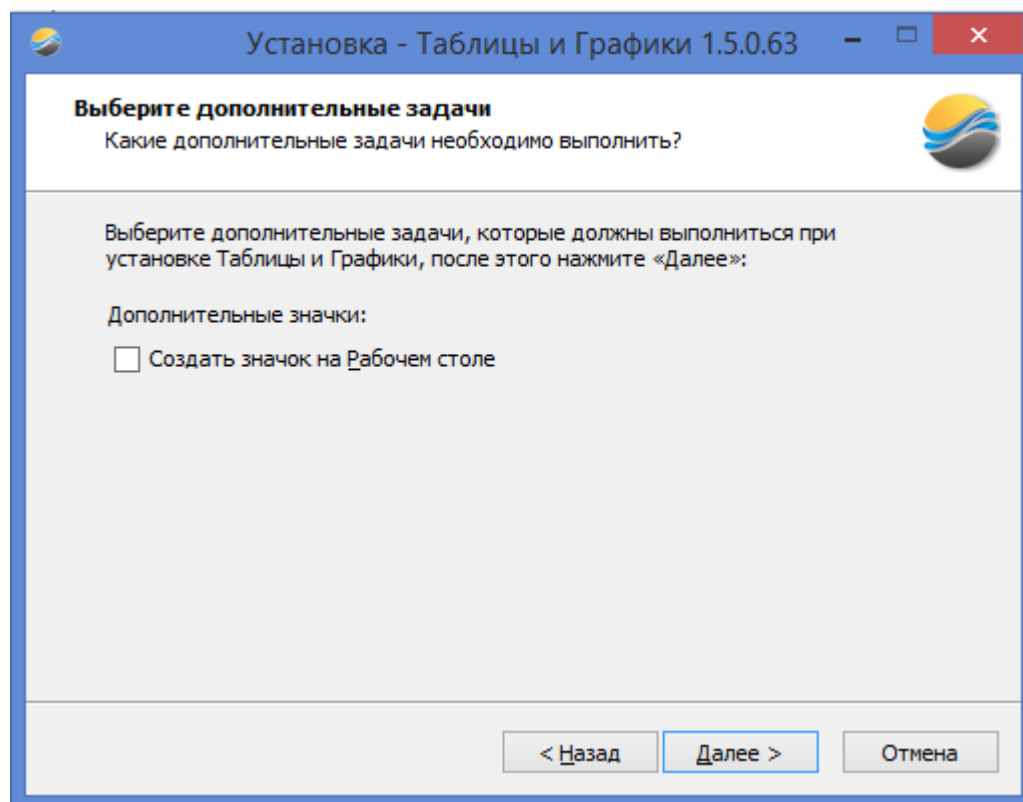 Установка - Таблицы и Графики 1.5.0.63
Выберите дополнительные задачи
Какие дополнительные задачи необходимо выполнить?
Выберите дополнительные задачи, которые должны выполниться при
установке Таблицы и Графики, после этого нажмите «Далее»:
Дополнительные значки:
Создать значок на Рабочем столе
< Назад Далее > Отмена